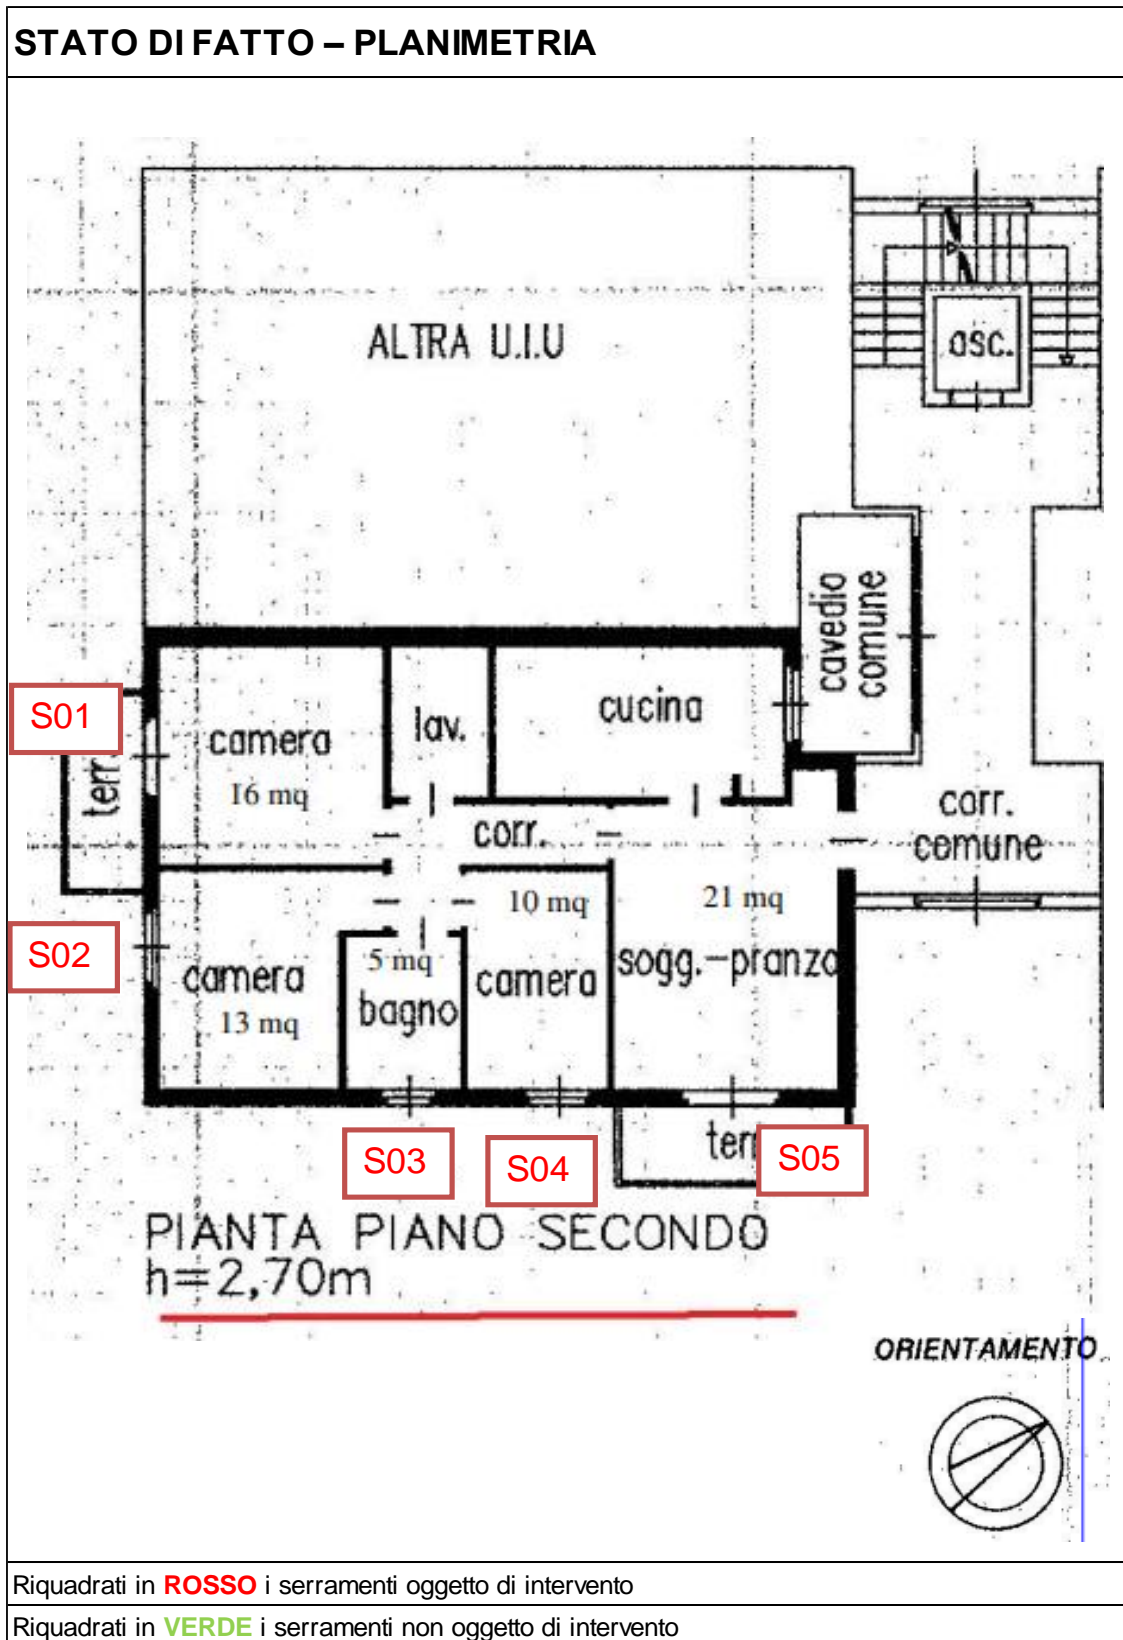 STATO DI FATTO – PLANIMETRIA
ALTRA U.I.U
asc.
cavedio
comune
S01
terr.
camera
16 mq
lav.
cucina
corr.
corr.
comune
S02
camera
13 mq
5 mq
bagno
10 mq
camera
21 mq
sogg.-pranzo
S03
S04
terr
S05
PIANTA PIANO SECONDO
h=2,70m
ORIENTAMENTO
Riquadrati in ROSSO i serramenti oggetto di intervento
Riquadrati in VERDE i serramenti non oggetto di intervento